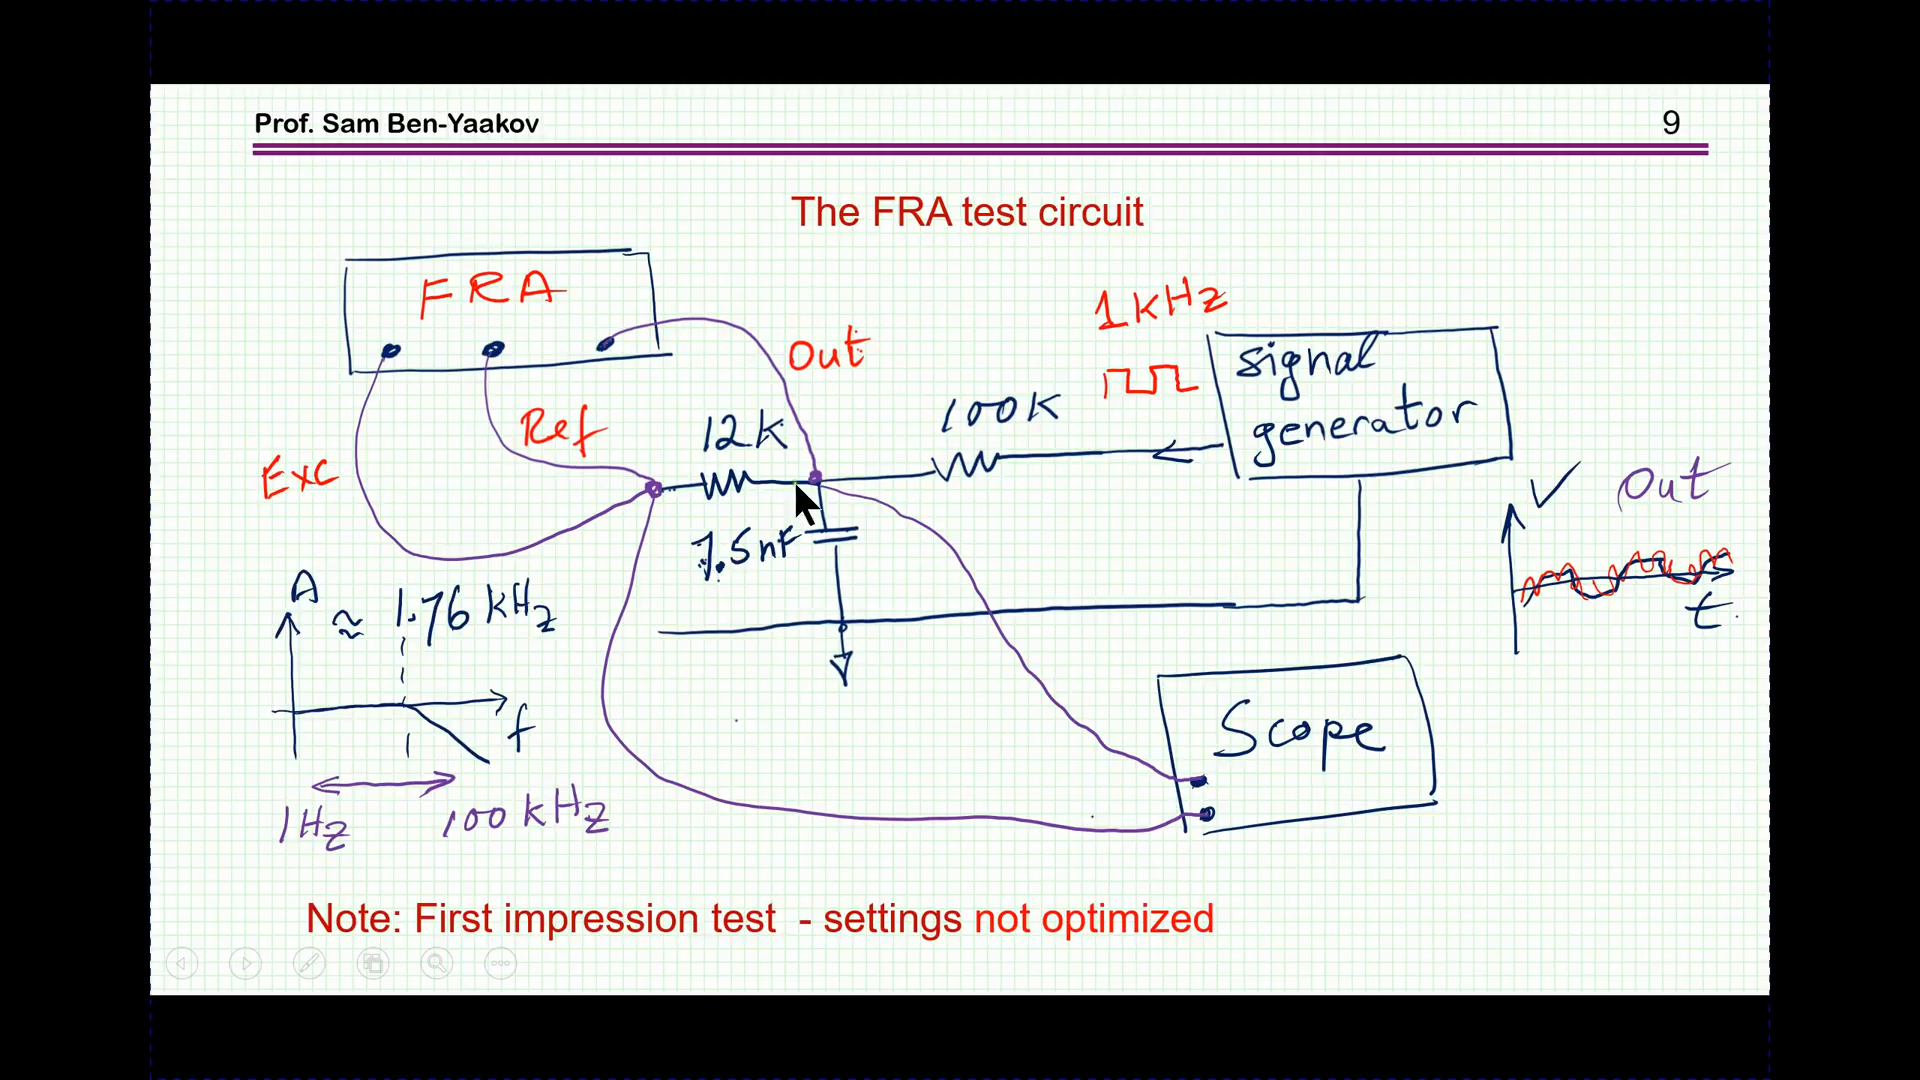 Prof. Sam Ben-Yaakov
9
The FRA test circuit
FRA
Out
Ref
Exc
12K
100K
1kHz
signal
generator
7.5nF
A
≈ 1.76 kHz
f
1Hz
100kHz
V
Out
t
Scope
Note: First impression test - settings not optimized